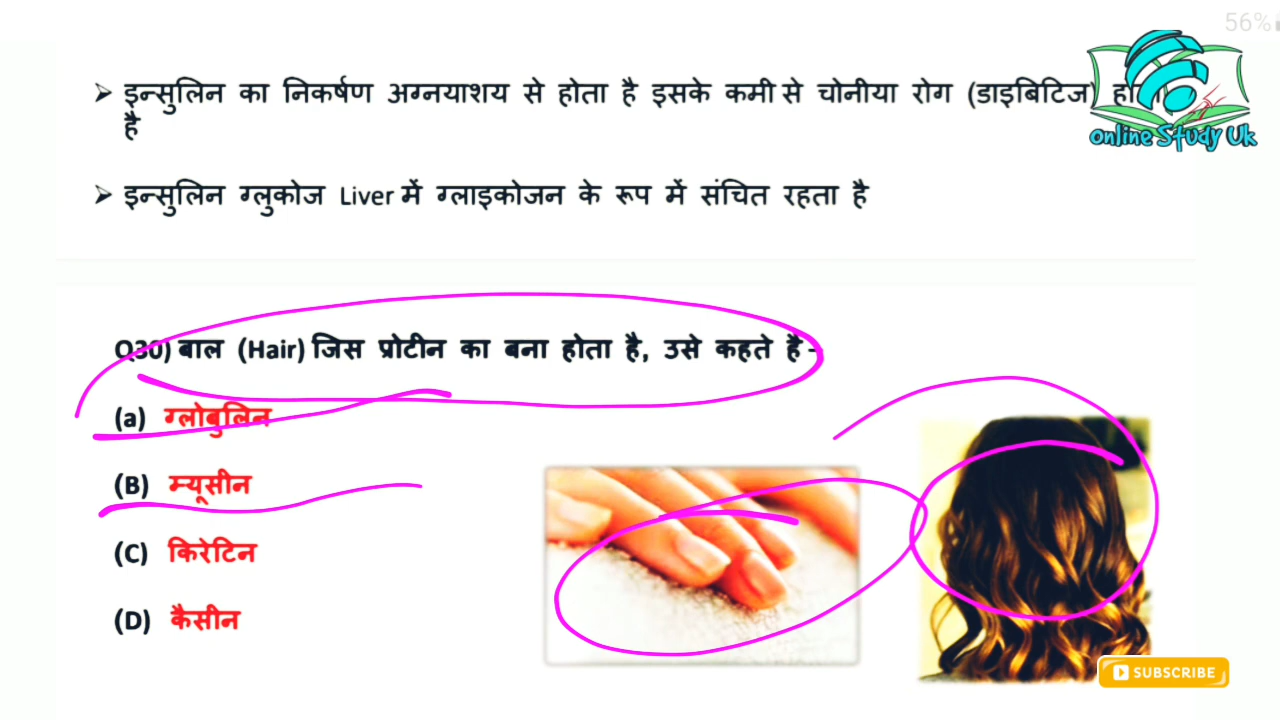 56%
Online Study Uk
➢ इन्सुलिन का निकर्षण अग्नयाशय से होता है इसके कमी से चोनीया रोग (डाइबिटिज)
है
➢ इन्सुलिन ग्लुकोज Liver में ग्लाइकोजन के रूप में संचित रहता है
Q30) बाल (Hair) जिस प्रोटीन का बना होता है, उसे कहते है -
(a) ग्लोबुलिन
(B) म्यूसीन
(C) किरेटिन
(D) कैसीन
SUBSCRIBE